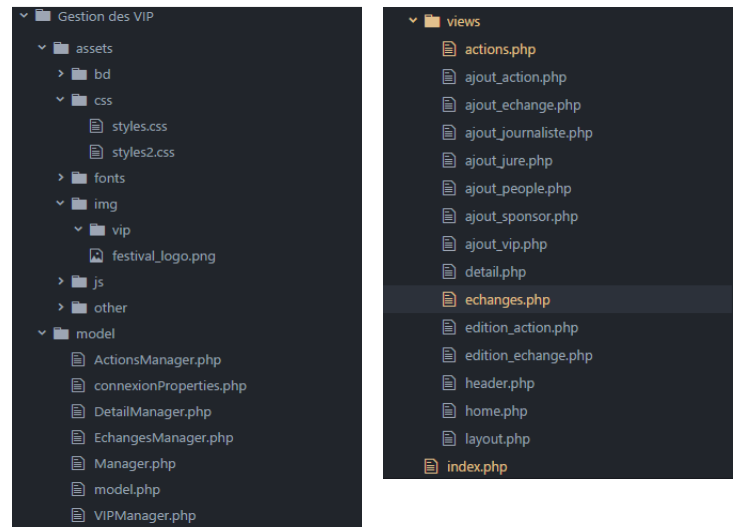 Gestion des VIP
assets
bd
css
styles.css
styles2.css
fonts
img
vip
festival_logo.png
js
other
model
ActionsManager.php
connexionProperties.php
DetailManager.php
EchangesManager.php
Manager.php
model.php
VIPManager.php
views
actions.php
ajout_action.php
ajout_echange.php
ajout_journaliste.php
ajout_jure.php
ajout_people.php
ajout_sponsor.php
ajout_vip.php
detail.php
echanges.php
edition_action.php
edition_echange.php
header.php
home.php
layout.php
index.php